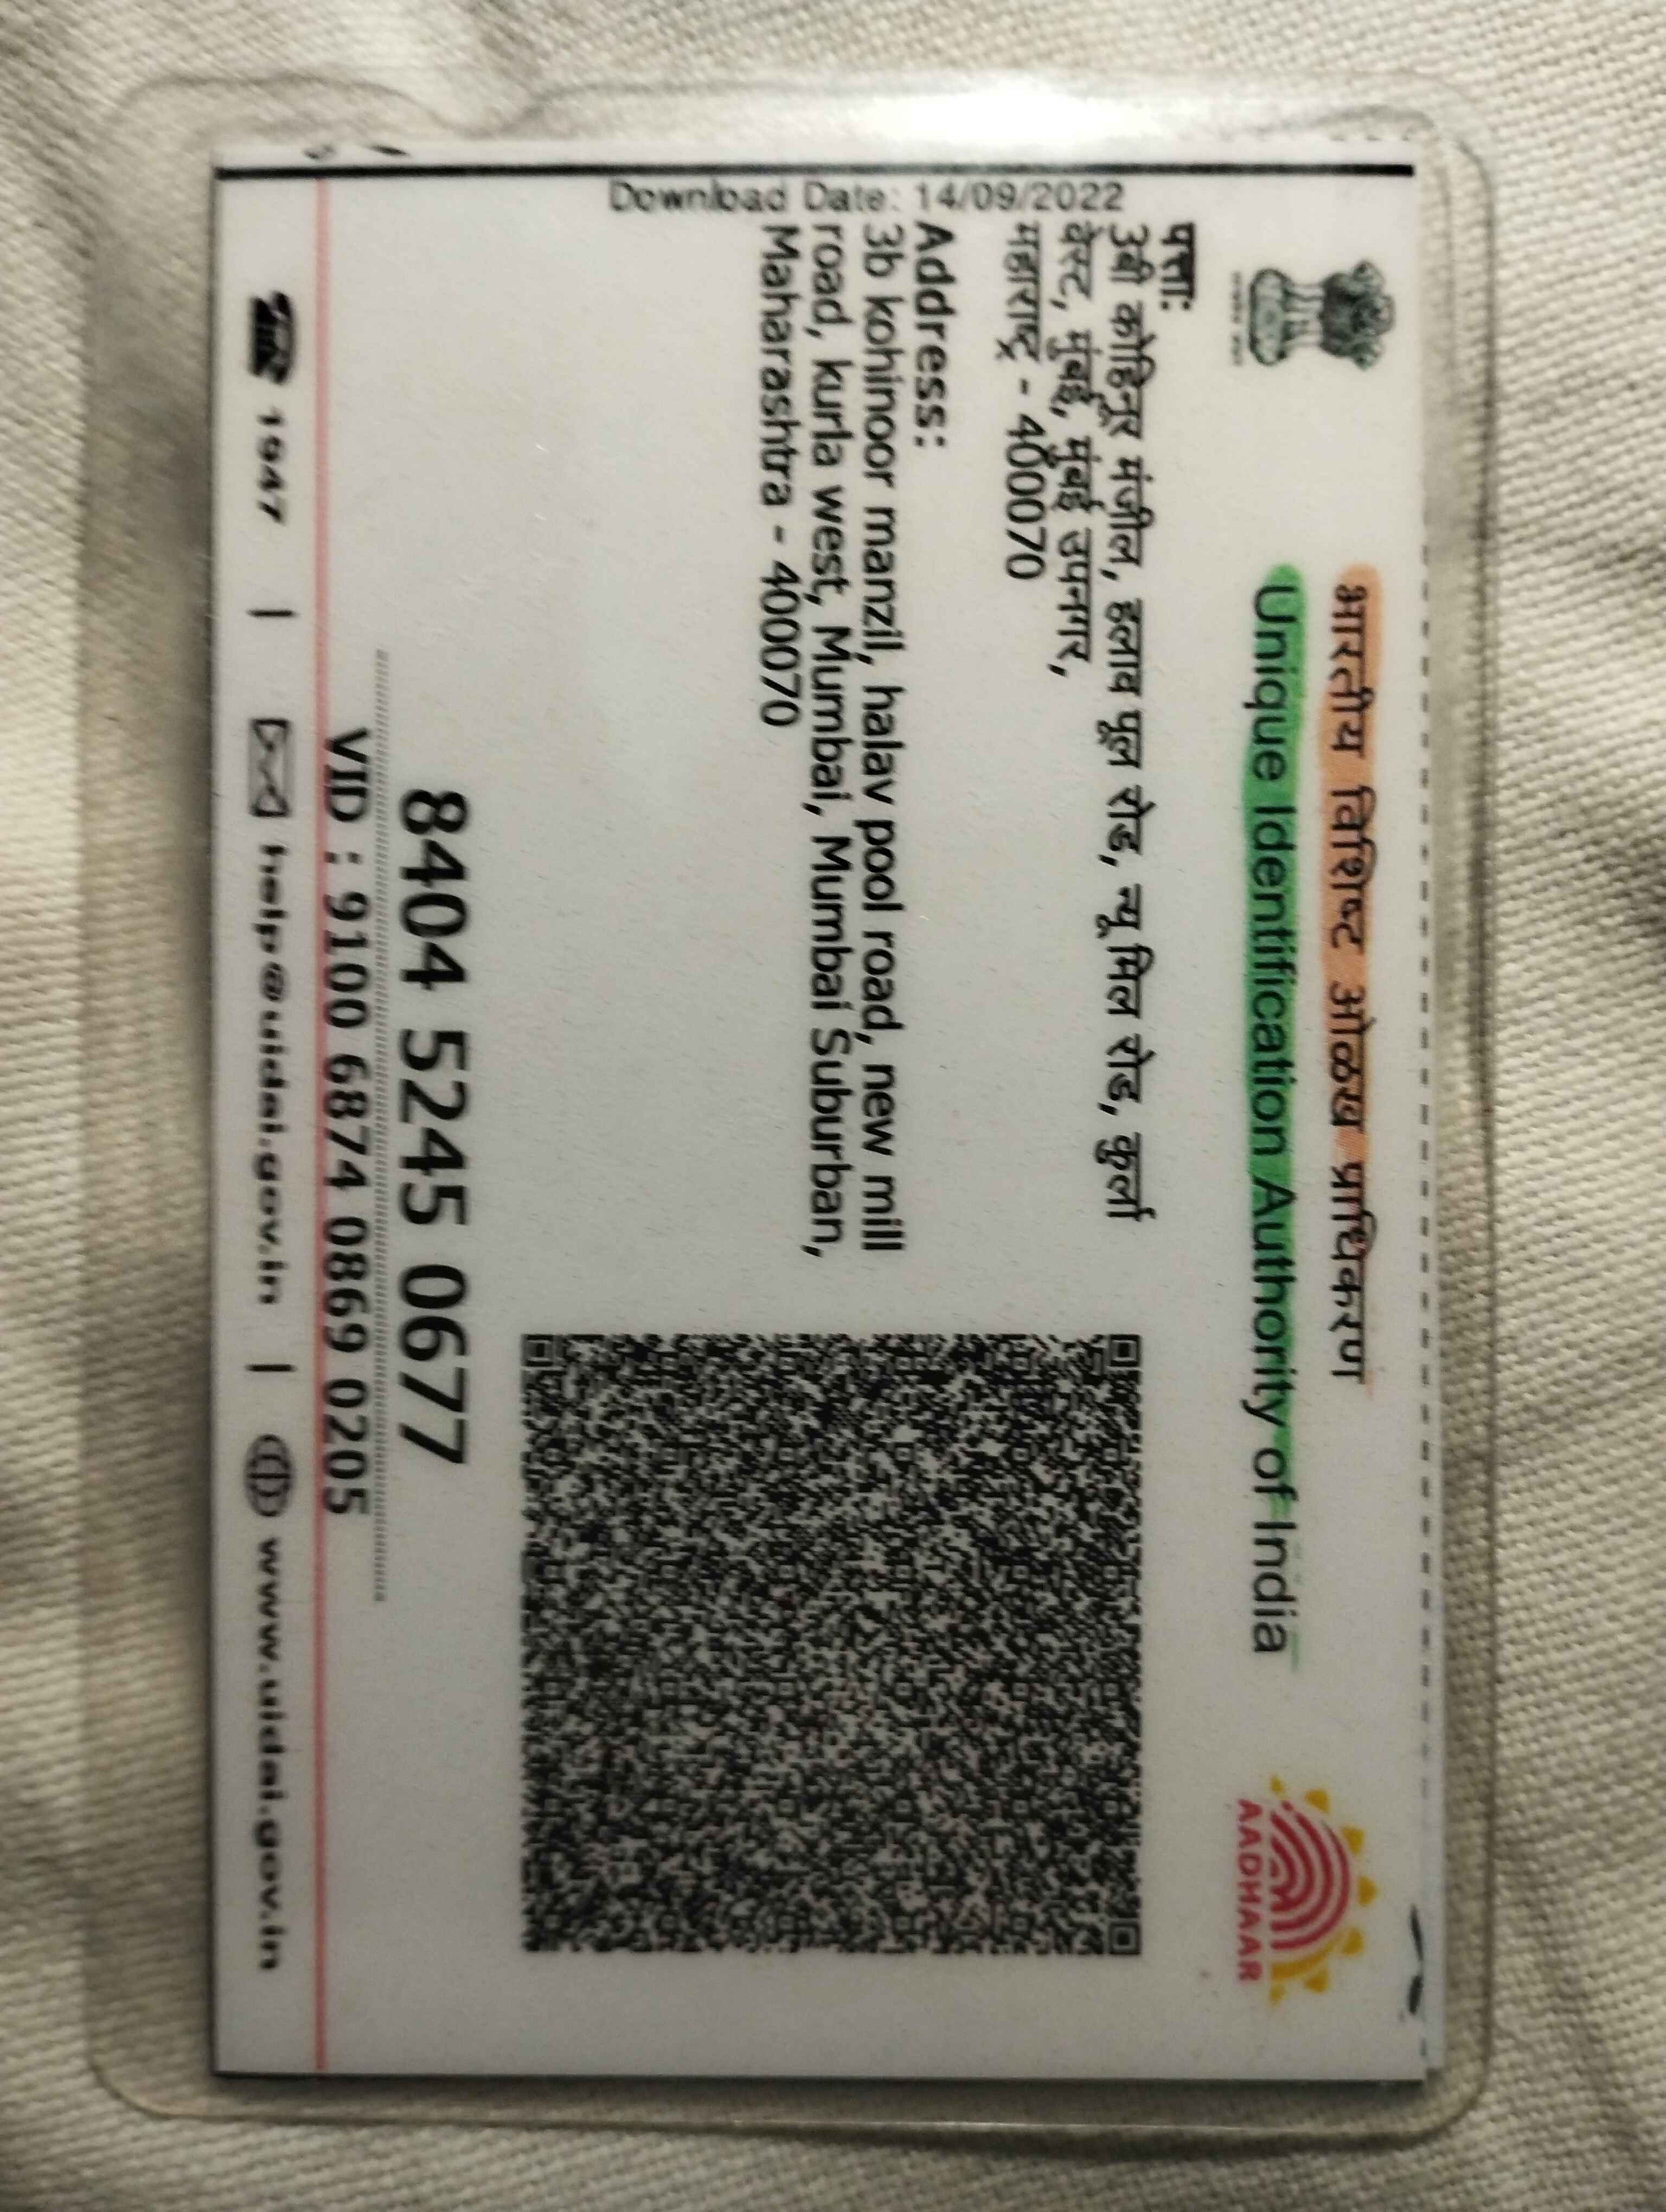 भारतीय विशिष्ट ओळख प्राधिकरण
Unique Identification Authority of India
AADHAAR
Download Date: 14/09/2022
पत्ता:
3बी कोहिनूर मंजील, हलाव पूल रोड, न्यू मिल रोड, कुर्ला
वेस्ट, मुंबई, मुंबई उपनगर,
महाराष्ट्र - 400070
Address:
3b kohinoor manzil, halav pool road, new mill
road, kurla west, Mumbai, Mumbai Suburban,
Maharashtra - 400070
8404 5245 0677
VID : 9100 6874 0869 0205
1947 | help@uidai.gov.in | www.uidai.gov.in